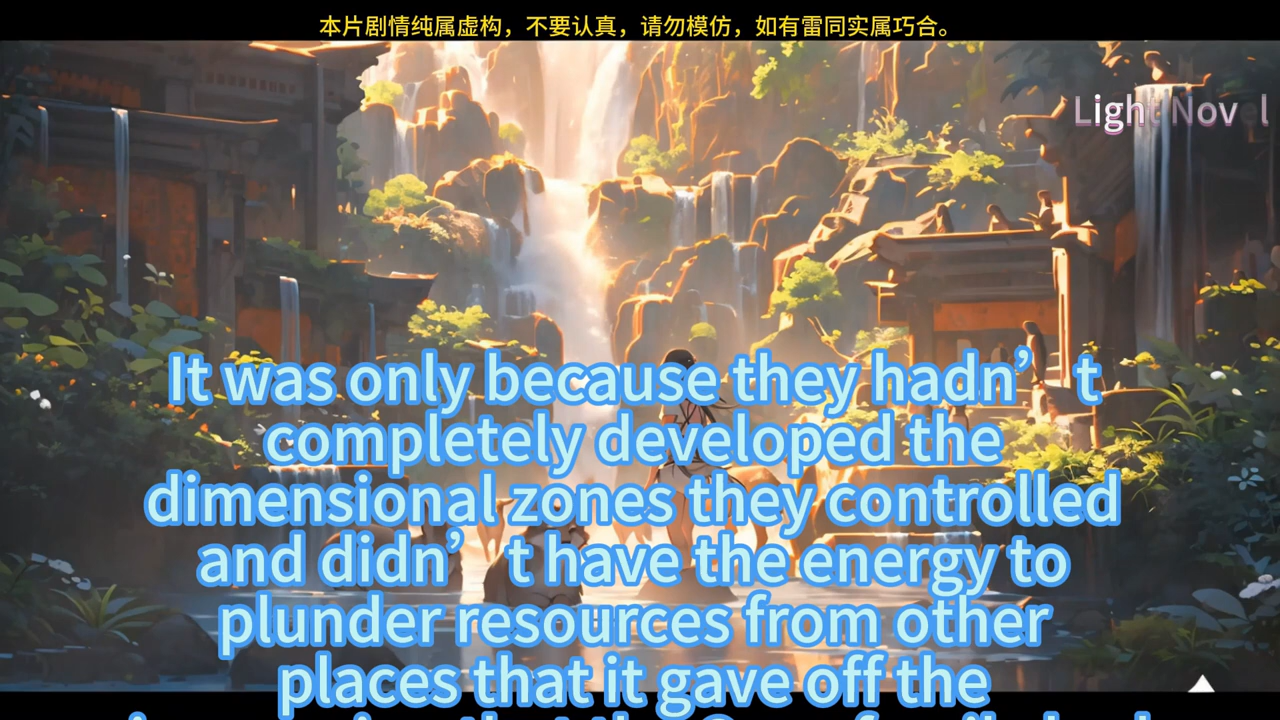 本片剧情纯属虚构，不要认真，请勿模仿，如有雷同实属巧合。
Light Novel
It was only because they hadn’t
completely developed the
dimensional zones they controlled
and didn’t have the energy to
plunder resources from other
places that it gave off the